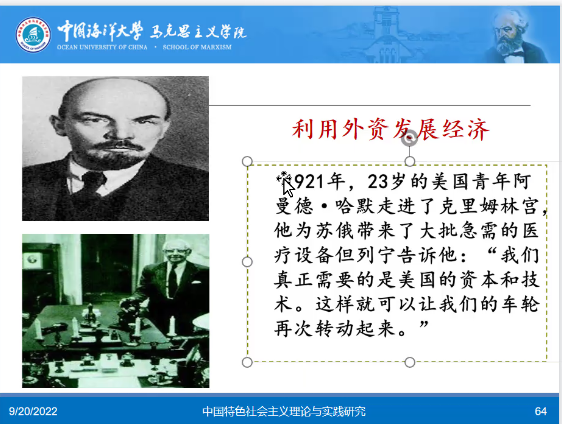 中国海洋大学 马克思主义学院
OCEAN UNIVERSITY OF CHINA · SCHOOL OF MARXISM
利用外资发展经济
1921年，23岁的美国青年阿
曼德·哈默走进了克里姆林宫，
他为苏俄带来了大批急需的医
疗设备但列宁告诉他：“我们
真正需要的是美国的资本和技
术。这样就可以让我们的车轮
再次转动起来。”
9/20/2022
中国特色社会主义理论与实践研究
64